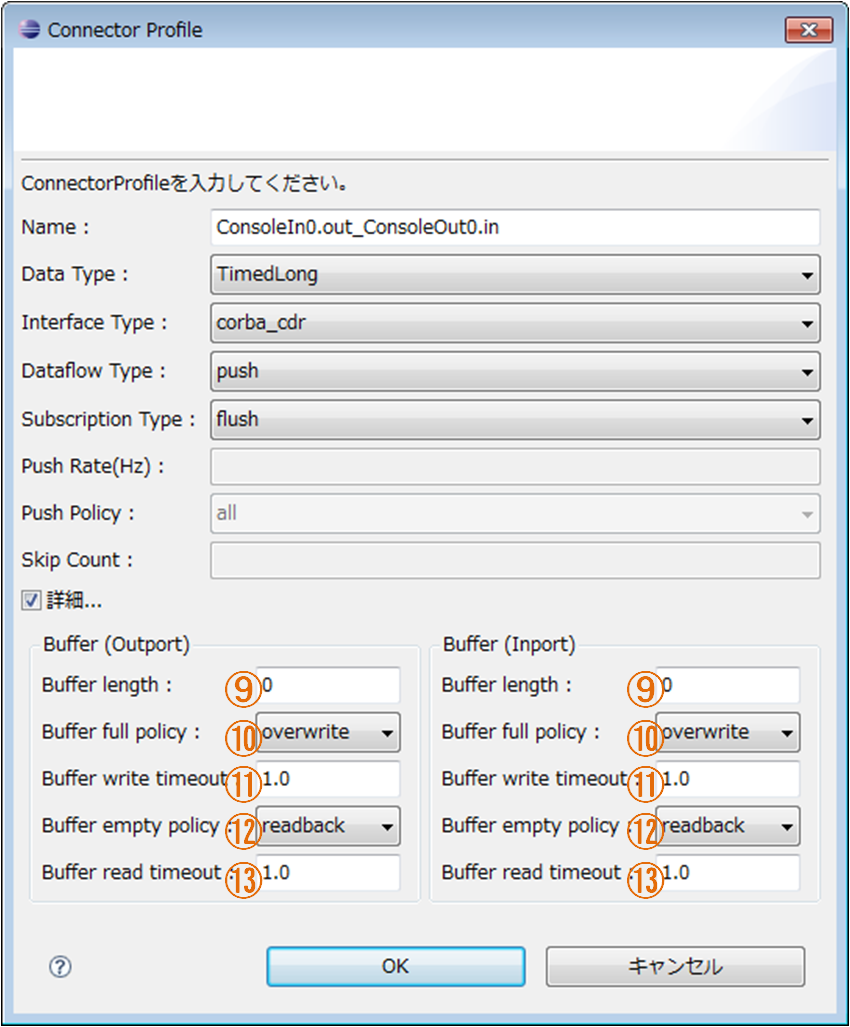 Connector Profile
ConnectorProfileを入力してください。
Name : ConsoleIn0.out_ConsoleOut0.in
Data Type : TimedLong
Interface Type : corba_cdr
Dataflow Type : push
Subscription Type : flush
Push Rate(Hz) :
Push Policy : all
Skip Count :
詳細...
Buffer (Outport)
Buffer length : ⑨ 0
Buffer full policy : ⑩ overwrite
Buffer write timeout : ⑪ 1.0
Buffer empty policy : ⑫ readback
Buffer read timeout : ⑬ 1.0
Buffer (Inport)
Buffer length : ⑨ 0
Buffer full policy : ⑩ overwrite
Buffer write timeout : ⑪ 1.0
Buffer empty policy : ⑫ readback
Buffer read timeout : ⑬ 1.0
? OK キャンセル